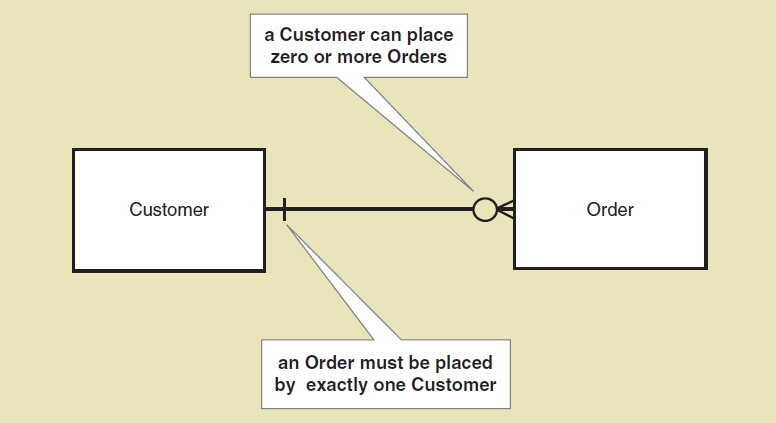 a Customer can place
zero or more Orders
Customer
Order
an Order must be placed
by exactly one Customer